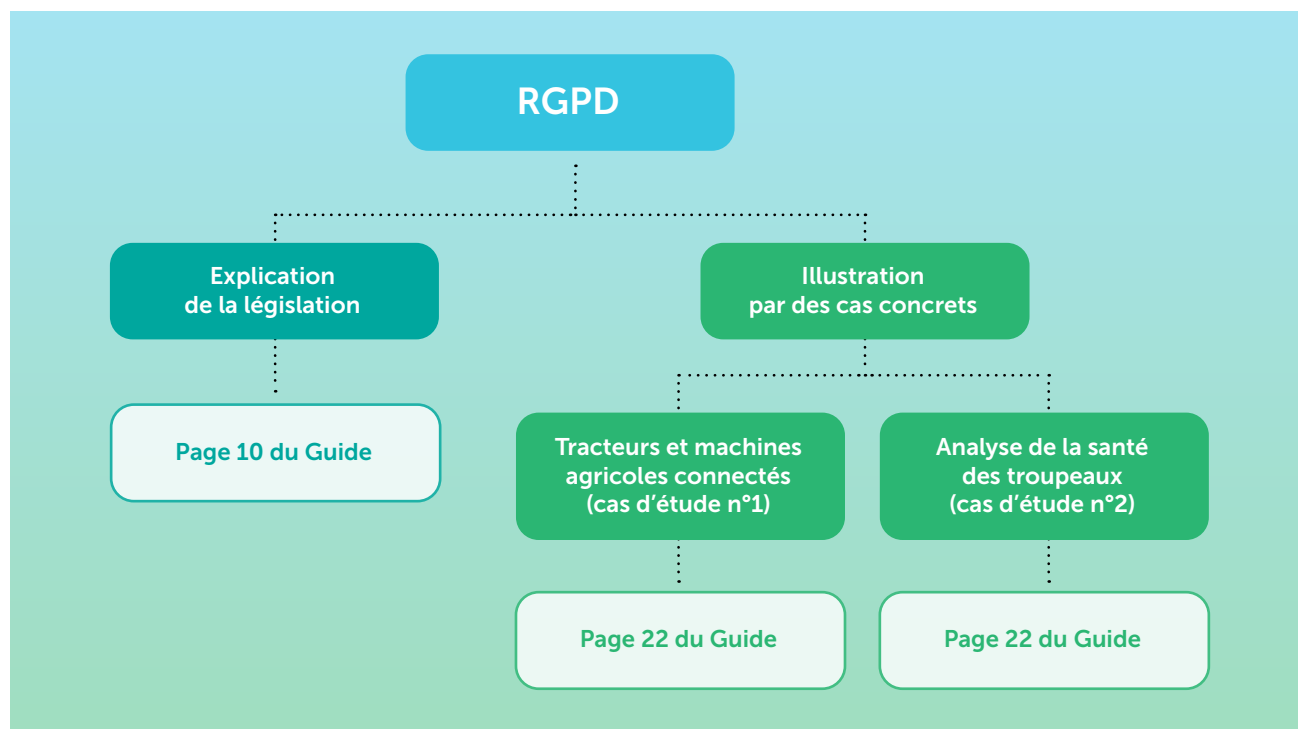 RGPD
Explication
de la législation
Illustration
par des cas concrets
Page 10 du Guide
Tracteurs et machines
agricoles connectés
(cas d’étude n°1)
Analyse de la santé
des troupeaux
(cas d’étude n°2)
Page 22 du Guide
Page 22 du Guide